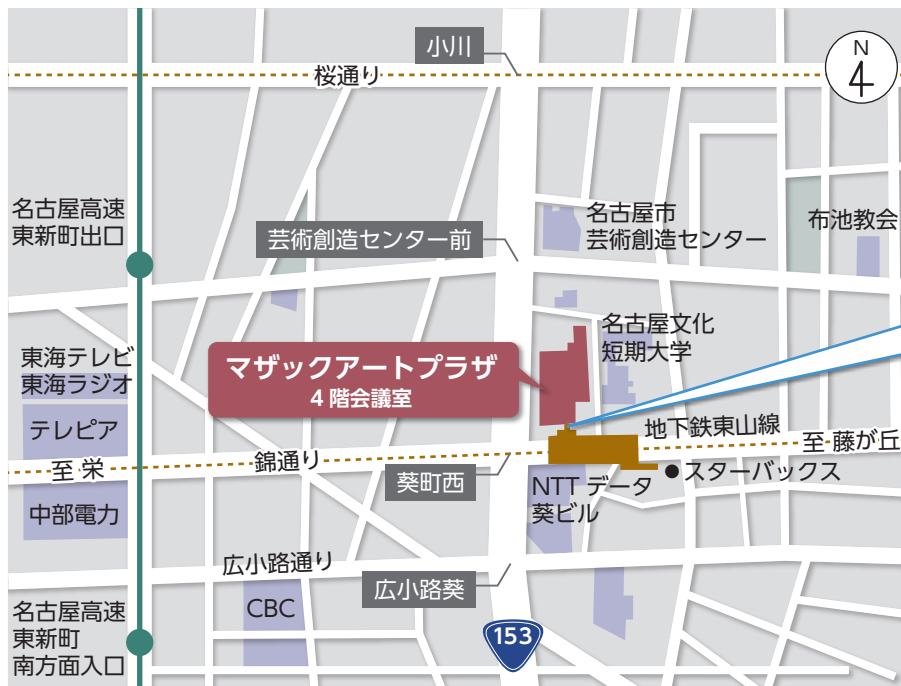 小川
N
桜通り
名古屋高速
東新町出口
芸術創造センター前
名古屋市
芸術創造センター
布池教会
東海テレビ
東海ラジオ
マザックアートプラザ
4階会議室
名古屋文化
短期大学
テレピア
地下鉄東山線
至 藤が丘
至 栄
錦通り
葵町西
スターバックス
NTT データ
葵ビル
中部電力
広小路通り
広小路葵
CBC
名古屋高速
東新町
南方面入口
153